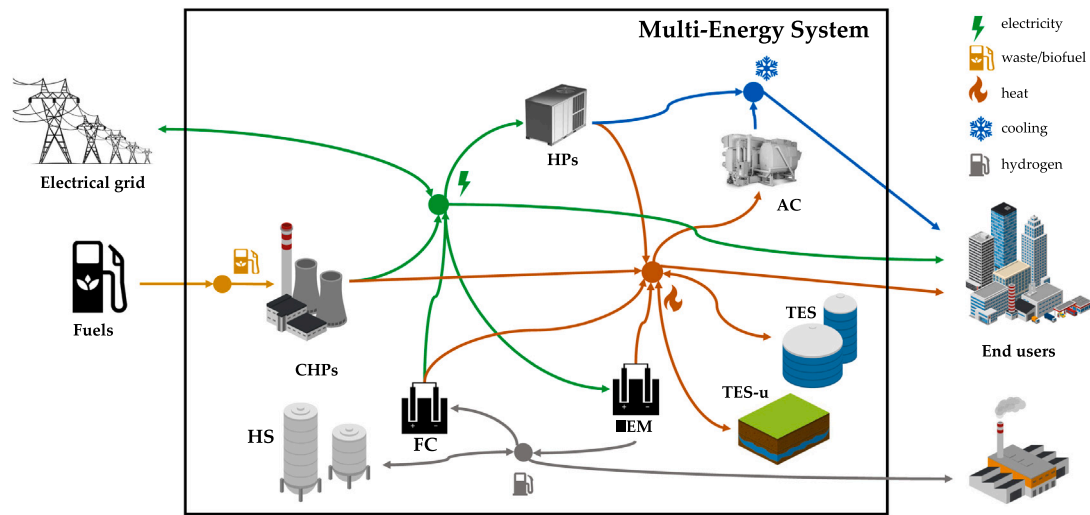 Multi-Energy System
electricity
waste/biofuel
heat
cooling
hydrogen
Electrical grid
HPs
AC
Fuels
CHPs
TES
End users
TES-u
HS
FC
EM